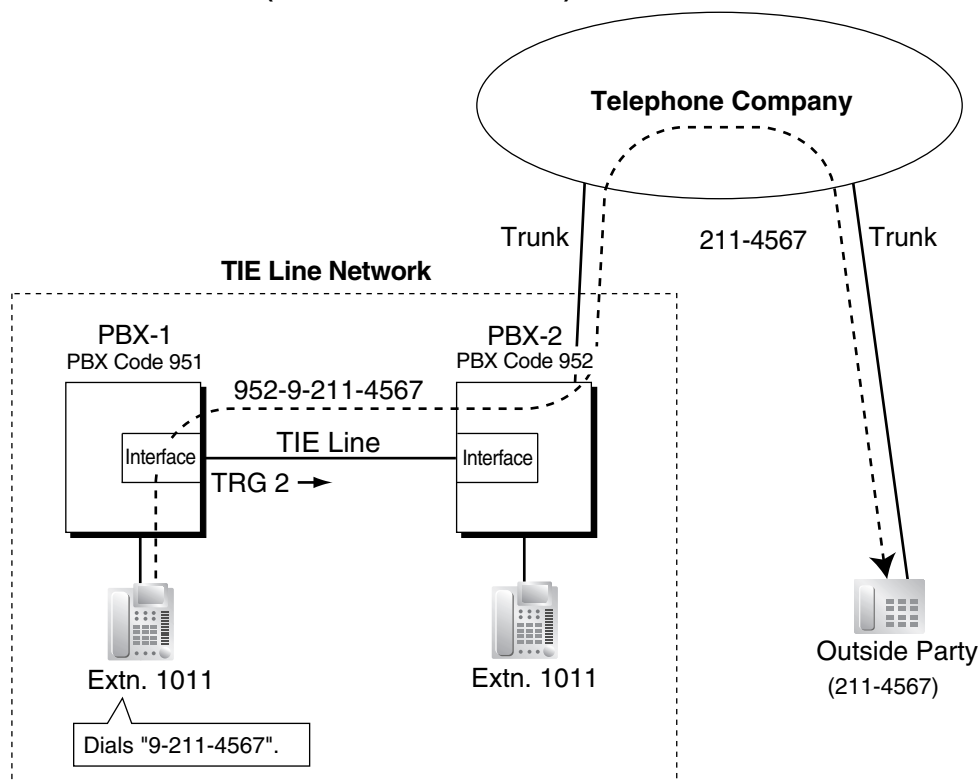 Telephone Company
Trunk
211-4567
Trunk
TIE Line Network
PBX-1
PBX Code 951
PBX-2
PBX Code 952
952-9-211-4567
Interface
TIE Line
Interface
TRG 2
Extn. 1011
Extn. 1011
Outside Party
(211-4567)
Dials "9-211-4567".